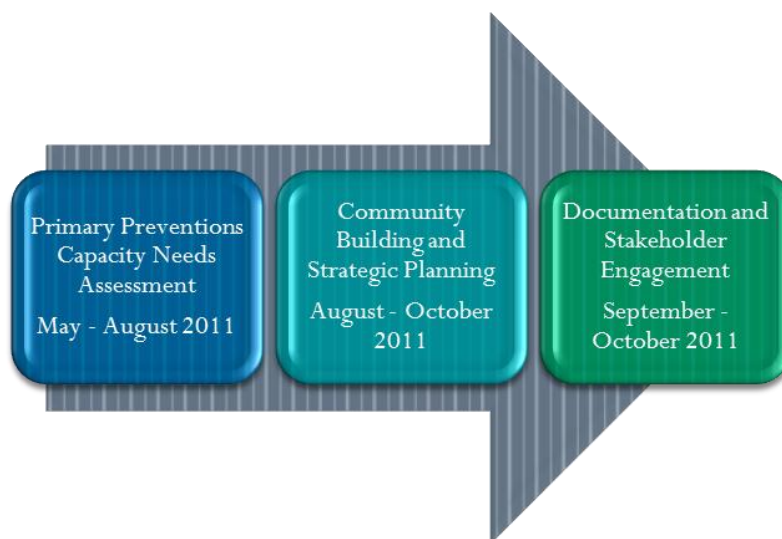 Primary Preventions
Capacity Needs
Assessment
May - August 2011
Community
Building and
Strategic Planning
August - October
2011
Documentation and
Stakeholder
Engagement
September -
October 2011